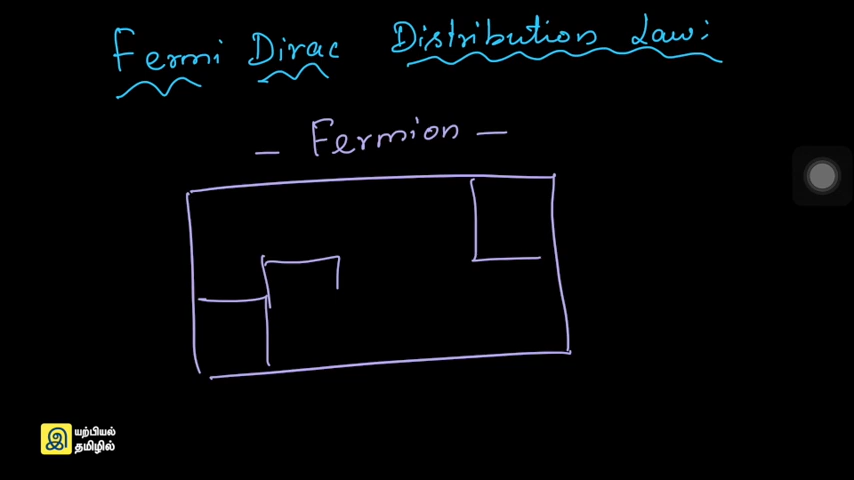 Fermi Dirac Distribution Law:
- Fermion -
இ
யற்பியல்
தமிழில்